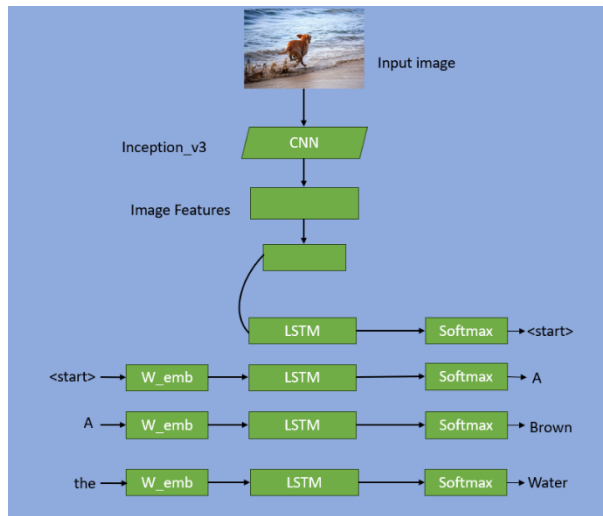 Input image
Inception_v3
CNN
Image Features
LSTM
Softmax
<start>
<start>
W_emb
LSTM
Softmax
A
A
W_emb
LSTM
Softmax
Brown
the
W_emb
LSTM
Softmax
Water